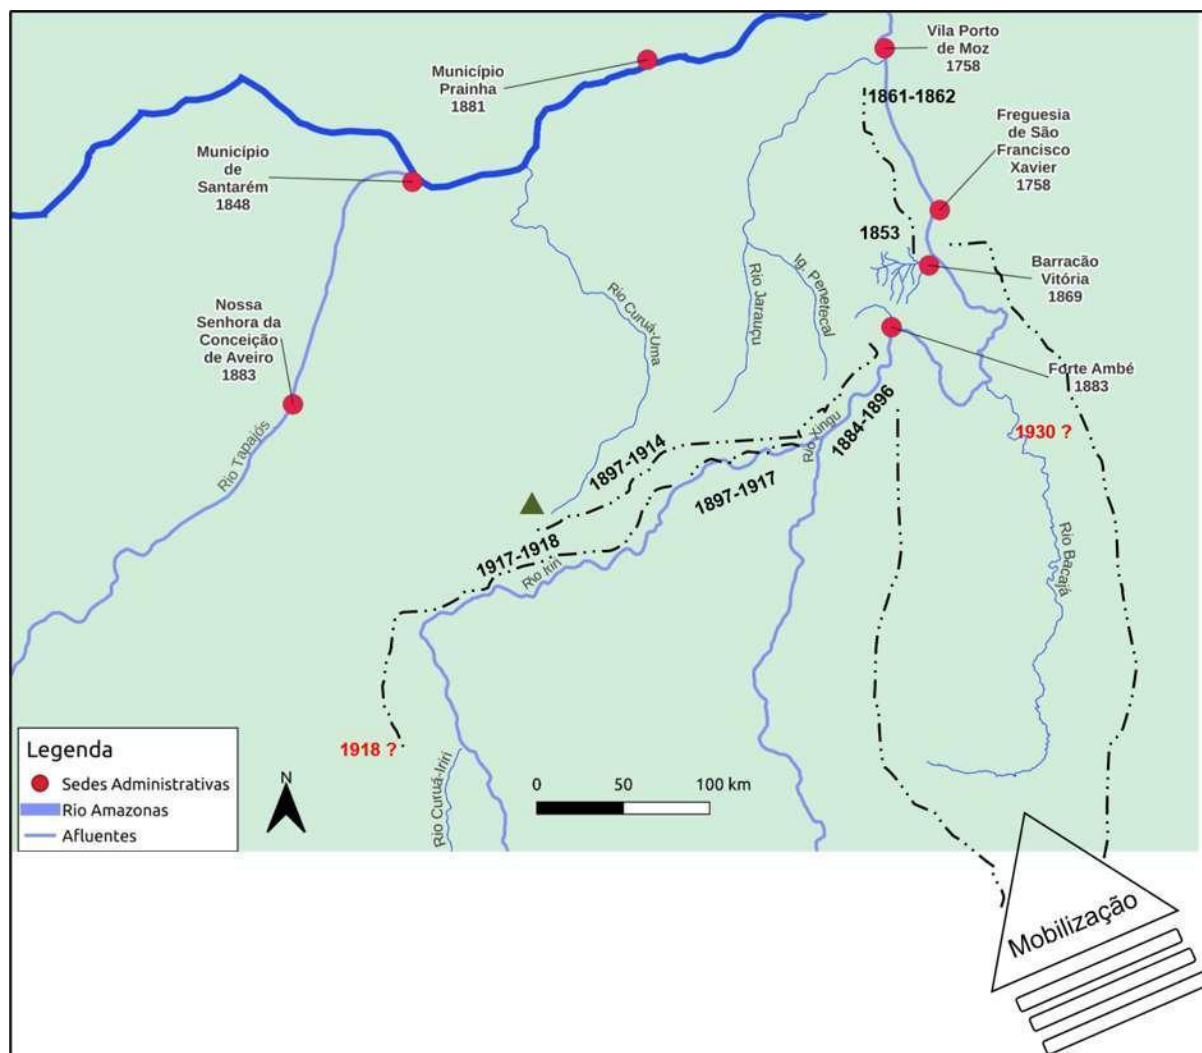 Vila Porto
de Moz
1758
Município
Prainha
1881
1861-1862
Freguesia
de São
Francisco
Xavier
1758
Município
de
Santarém
1848
1853
Barracão
Vitória
1869
Rio Curuá-Uma
Rio Jarauçu
Ig. Penetecal
Nossa
Senhora da
Conceição
de Aveiro
1883
Forte Ambé
1883
Rio Tapajós
Rio Xingu
1884-1896
1930 ?
1897-1914
1897-1917
1917-1918
Rio Iriri
Rio Bacajá
1918 ?
Rio Curuá-Iriri
Legenda
Sedes Administrativas
Rio Amazonas
Afluentes
N
0 50 100 km
Mobilização